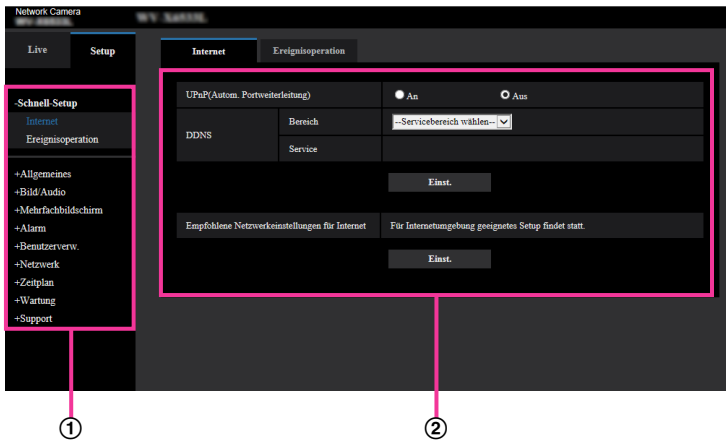 Network Camera
Live
Setup
Internet
Ereignisoperation
-Schnell-Setup
Internet
Ereignisoperation
+Allgemeines
+Bild/Audio
+Mehrfachbildschirm
+Alarm
+Benutzerverw.
+Netzwerk
+Zeitplan
+Wartung
+Support
UPnP(Autom. Portweiterleitung)
An
Aus
DDNS
Bereich
--Servicebereich wählen--
Service
Einst.
Empfohlene Netzwerkeinstellungen für Internet
Für Internetumgebung geeignetes Setup findet statt.
Einst.
①
②